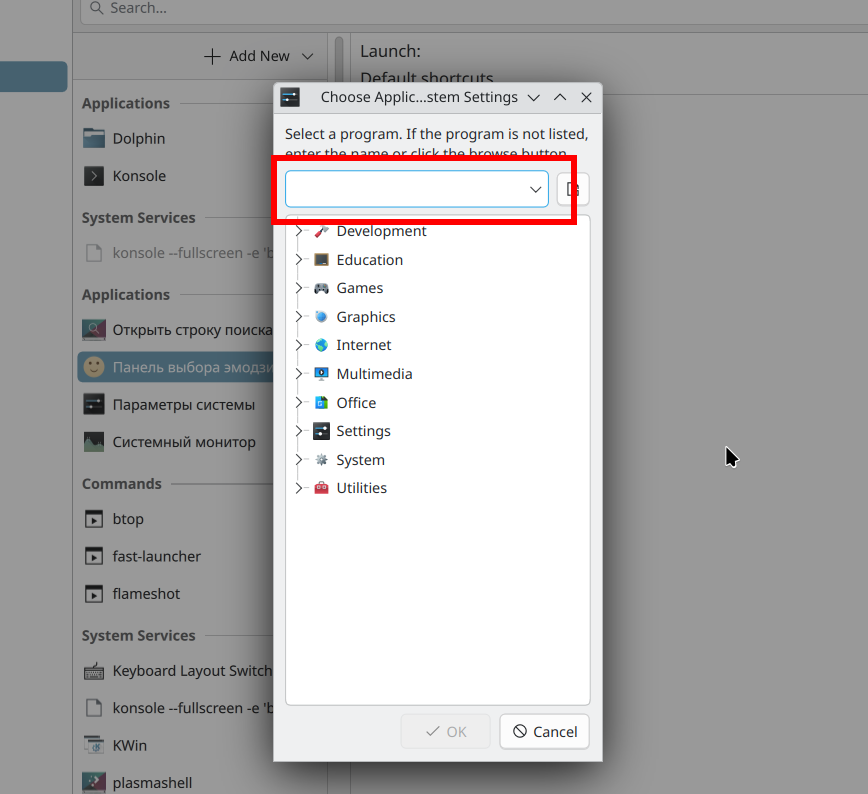 Search...
Add New
Applications
Dolphin
Konsole
System Services
konsole --fullscreen -e 'b
Applications
Открыть строку поиска
Панель выбора эмодзи
Параметры системы
Системный монитор
Commands
btop
fast-launcher
flameshot
System Services
Keyboard Layout Switch
konsole --fullscreen -e 'b
KWin
plasmashell
Launch:
Default shortcuts
Choose Applic...stem Settings
Select a program. If the program is not listed,
enter the name or click the browse button.
Development
Education
Games
Graphics
Internet
Multimedia
Office
Settings
System
Utilities
OK
Cancel